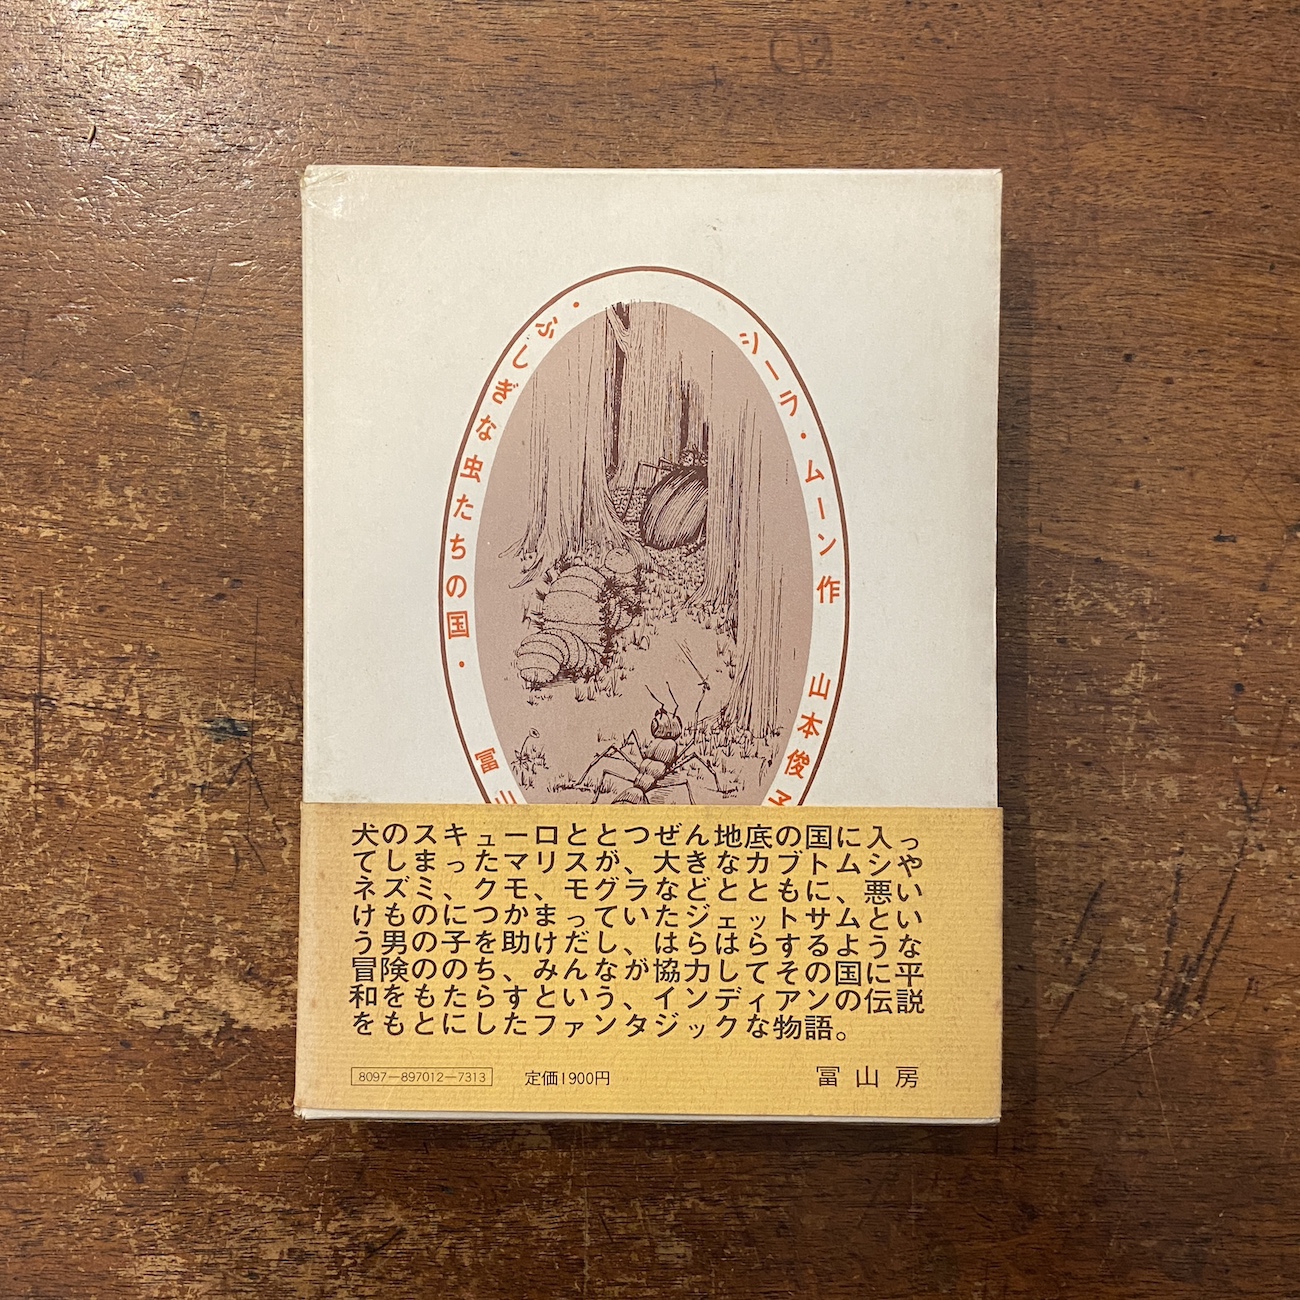 ・ふしぎな虫たちの国・
シーラ・ムーン作 山本俊子
冨山
犬のスキューロととつぜん地底の国に入っ
てしまったマリスが、大きなカブトムシや
ネズミ、クモ、モグラなどとともに、悪い
けものにつかまっていたジェットサムとい
う男の子を助けだし、はらはらするような
冒険ののち、みんなが協力してその国に平
和をもたらすという、インディアンの伝説
をもとにしたファンタジックな物語。
8097―897012―7313
定価1900円
冨山房